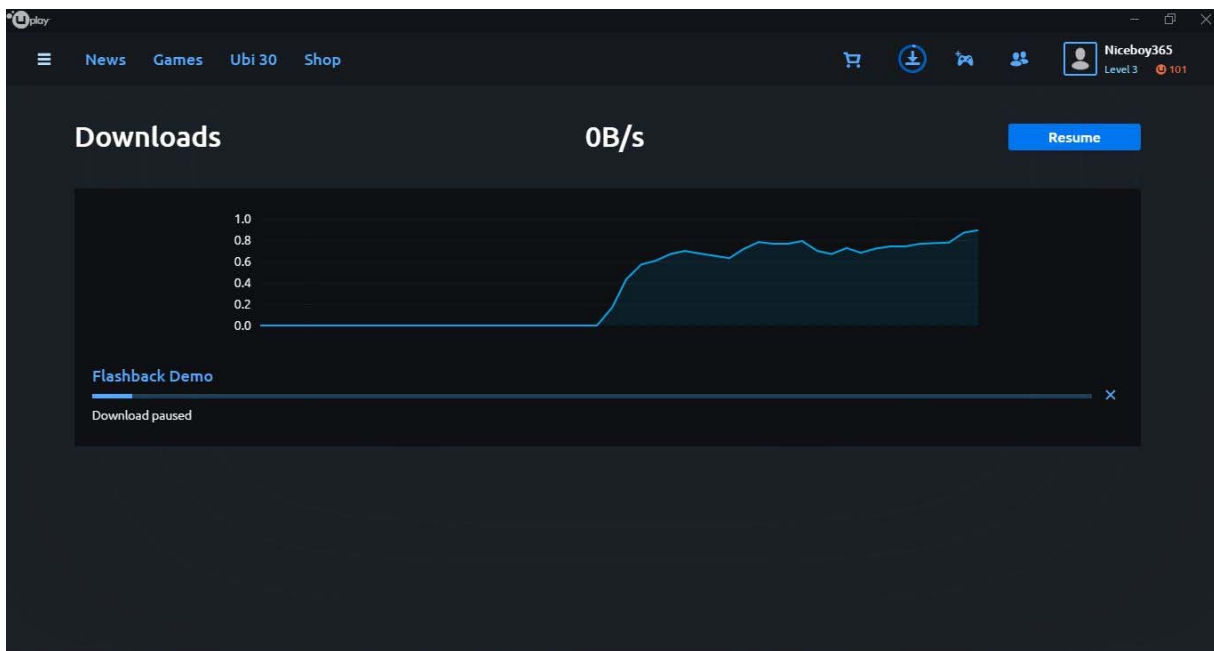 Uplay
News Games Ubi 30 Shop
Niceboy365
Level 3 101
Downloads 0B/s Resume
1.0
0.8
0.6
0.4
0.2
0.0
Flashback Demo
Download paused